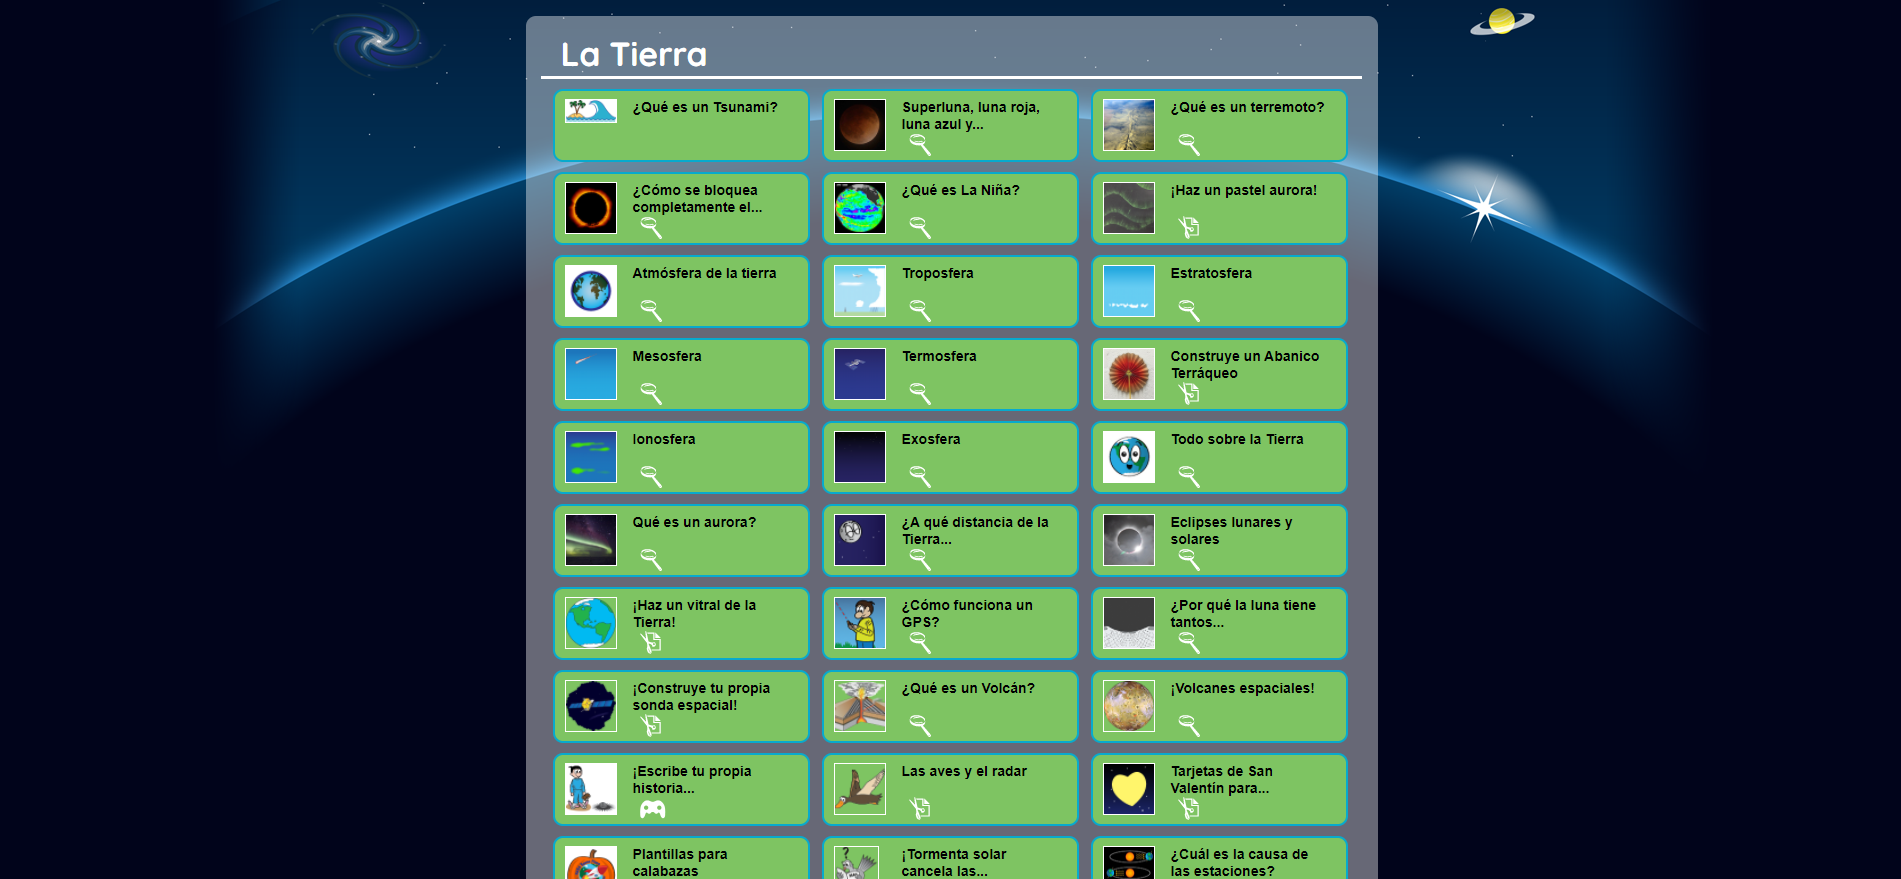 La Tierra
¿Qué es un Tsunami?
Superluna, luna roja,
luna azul y...
¿Qué es un terremoto?
¿Cómo se bloquea
completamente el...
¿Qué es La Niña?
¡Haz un pastel aurora!
Atmósfera de la tierra
Troposfera
Estratosfera
Mesosfera
Termosfera
Construye un Abanico
Terráqueo
Ionosfera
Exosfera
Todo sobre la Tierra
Qué es un aurora?
¿A qué distancia de la
Tierra...
Eclipses lunares y
solares
¡Haz un vitral de la
Tierra!
¿Cómo funciona un
GPS?
¿Por qué la luna tiene
tantos...
¡Construye tu propia
sonda espacial!
¿Qué es un Volcán?
¡Volcanes espaciales!
¡Escribe tu propia
historia...
Las aves y el radar
Tarjetas de San
Valentín para...
Plantillas para
calabazas
¡Tormenta solar
cancela las...
¿Cuál es la causa de
las estaciones?